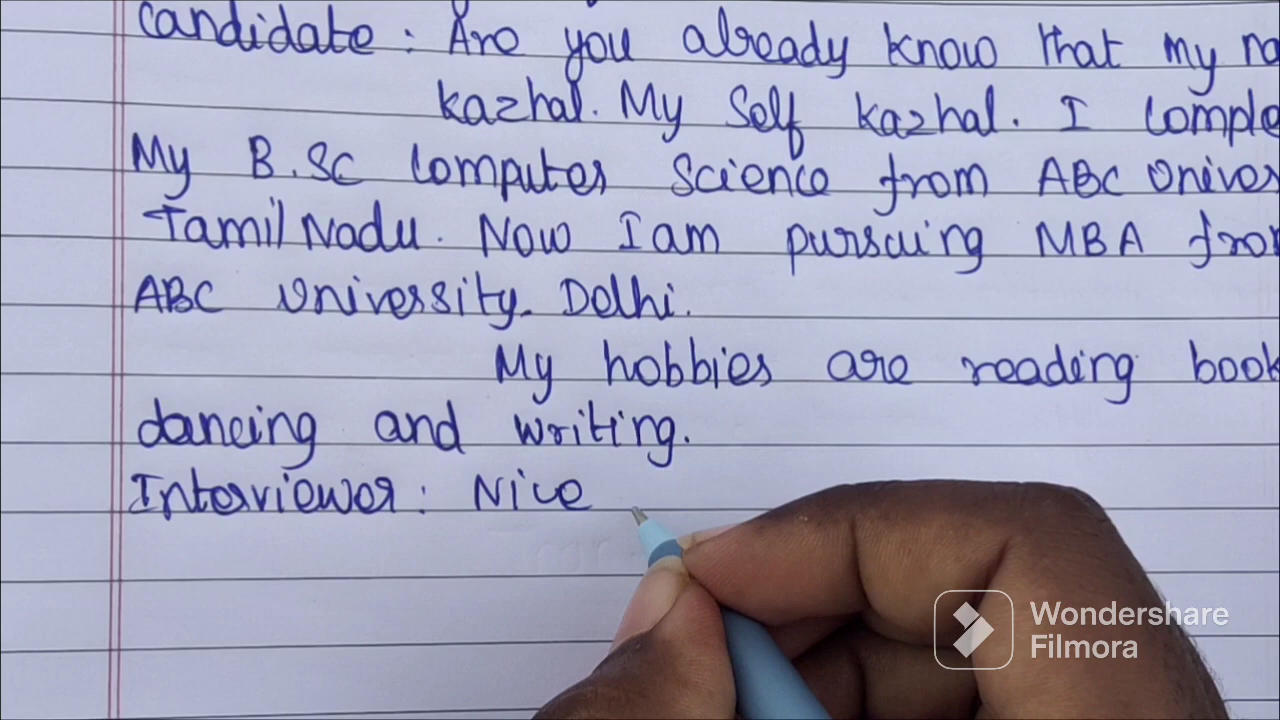 Candidate : Are you already know that my na
kazhal. My Self kazhal. I comple
My B.SC Computer Science from ABC Univer
Tamil Nadu. Now I am pursuing MBA from
ABC University. Delhi.
My hobbies are reading book
dancing and writing.
Interviewer : Nice
Wondershare
Filmora